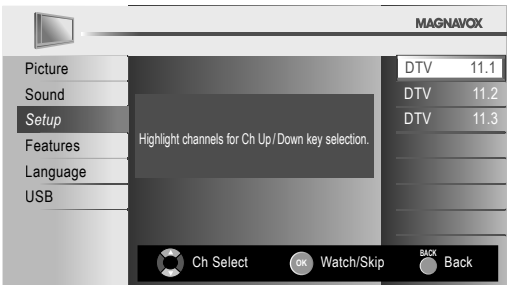 MAGNAVOX
Picture
Sound
Setup
Features
Language
USB
Highlight channels for Ch Up / Down key selection.
DTV 11.1
DTV 11.2
DTV 11.3
Ch Select
OK
Watch/Skip
BACK
Back